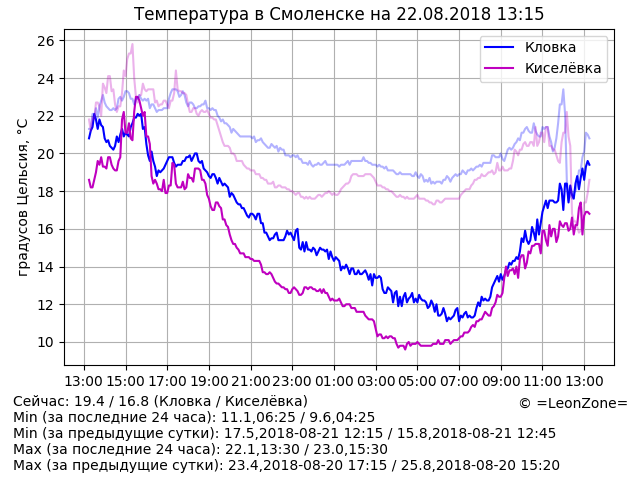 Температура в Смоленске на 22.08.2018 13:15
Кловка
Киселёвка
градусов Цельсия, °C
26
24
22
20
18
16
14
12
10
13:00 15:00 17:00 19:00 21:00 23:00 01:00 03:00 05:00 07:00 09:00 11:00 13:00
Сейчас: 19.4 / 16.8 (Кловка / Киселёвка)
© =LeonZone=
Min (за последние 24 часа): 11.1,06:25 / 9.6,04:25
Min (за предыдущие сутки): 17.5,2018-08-21 12:15 / 15.8,2018-08-21 12:45
Max (за последние 24 часа): 22.1,13:30 / 23.0,15:30
Max (за предыдущие сутки): 23.4,2018-08-20 17:15 / 25.8,2018-08-20 15:20